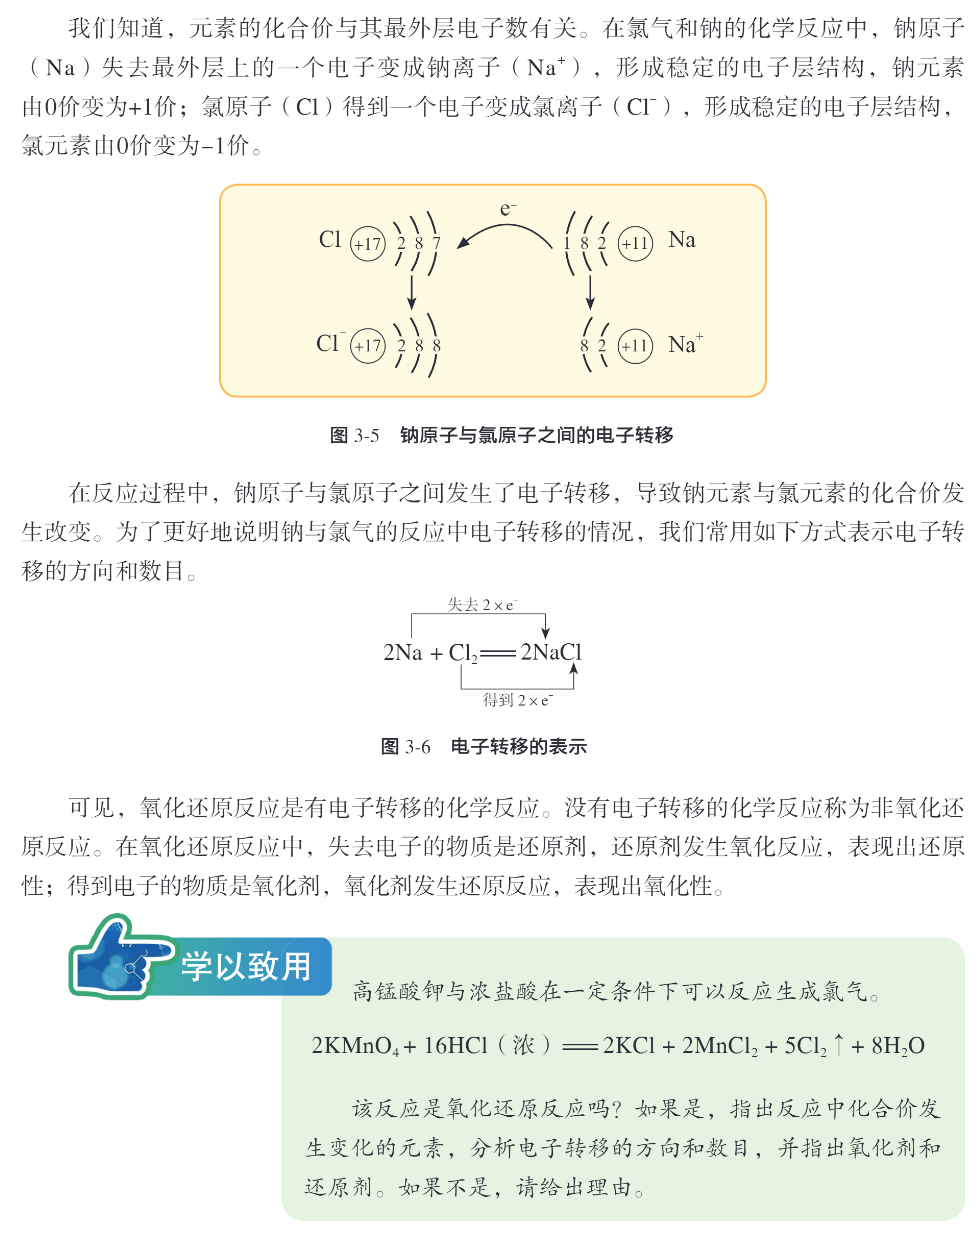 我们知道，元素的化合价与其最外层电子数有关。在氯气和钠的化学反应中，钠原子
（Na）失去最外层上的一个电子变成钠离子（Na⁺），形成稳定的电子层结构，钠元素
由0价变为+1价；氯原子（Cl）得到一个电子变成氯离子（Cl⁻），形成稳定的电子层结构，
氯元素由0价变为–1价。
e⁻
Cl +17 2 8 7 1 8 2 +11 Na
Cl⁻ +17 2 8 8 8 2 +11 Na⁺
图 3-5 钠原子与氯原子之间的电子转移
在反应过程中，钠原子与氯原子之间发生了电子转移，导致钠元素与氯元素的化合价发
生改变。为了更好地说明钠与氯气的反应中电子转移的情况，我们常用如下方式表示电子转
移的方向和数目。
失去 2 × e⁻
2Na + Cl₂ == 2NaCl
得到 2 × e⁻
图 3-6 电子转移的表示
可见，氧化还原反应是有电子转移的化学反应。没有电子转移的化学反应称为非氧化还
原反应。在氧化还原反应中，失去电子的物质是还原剂，还原剂发生氧化反应，表现出还原
性；得到电子的物质是氧化剂，氧化剂发生还原反应，表现出氧化性。
学以致用
高锰酸钾与浓盐酸在一定条件下可以反应生成氯气。
2KMnO₄ + 16HCl（浓）== 2KCl + 2MnCl₂ + 5Cl₂↑ + 8H₂O
该反应是氧化还原反应吗？如果是，指出反应中化合价发
生变化的元素，分析电子转移的方向和数目，并指出氧化剂和
还原剂。如果不是，请给出理由。